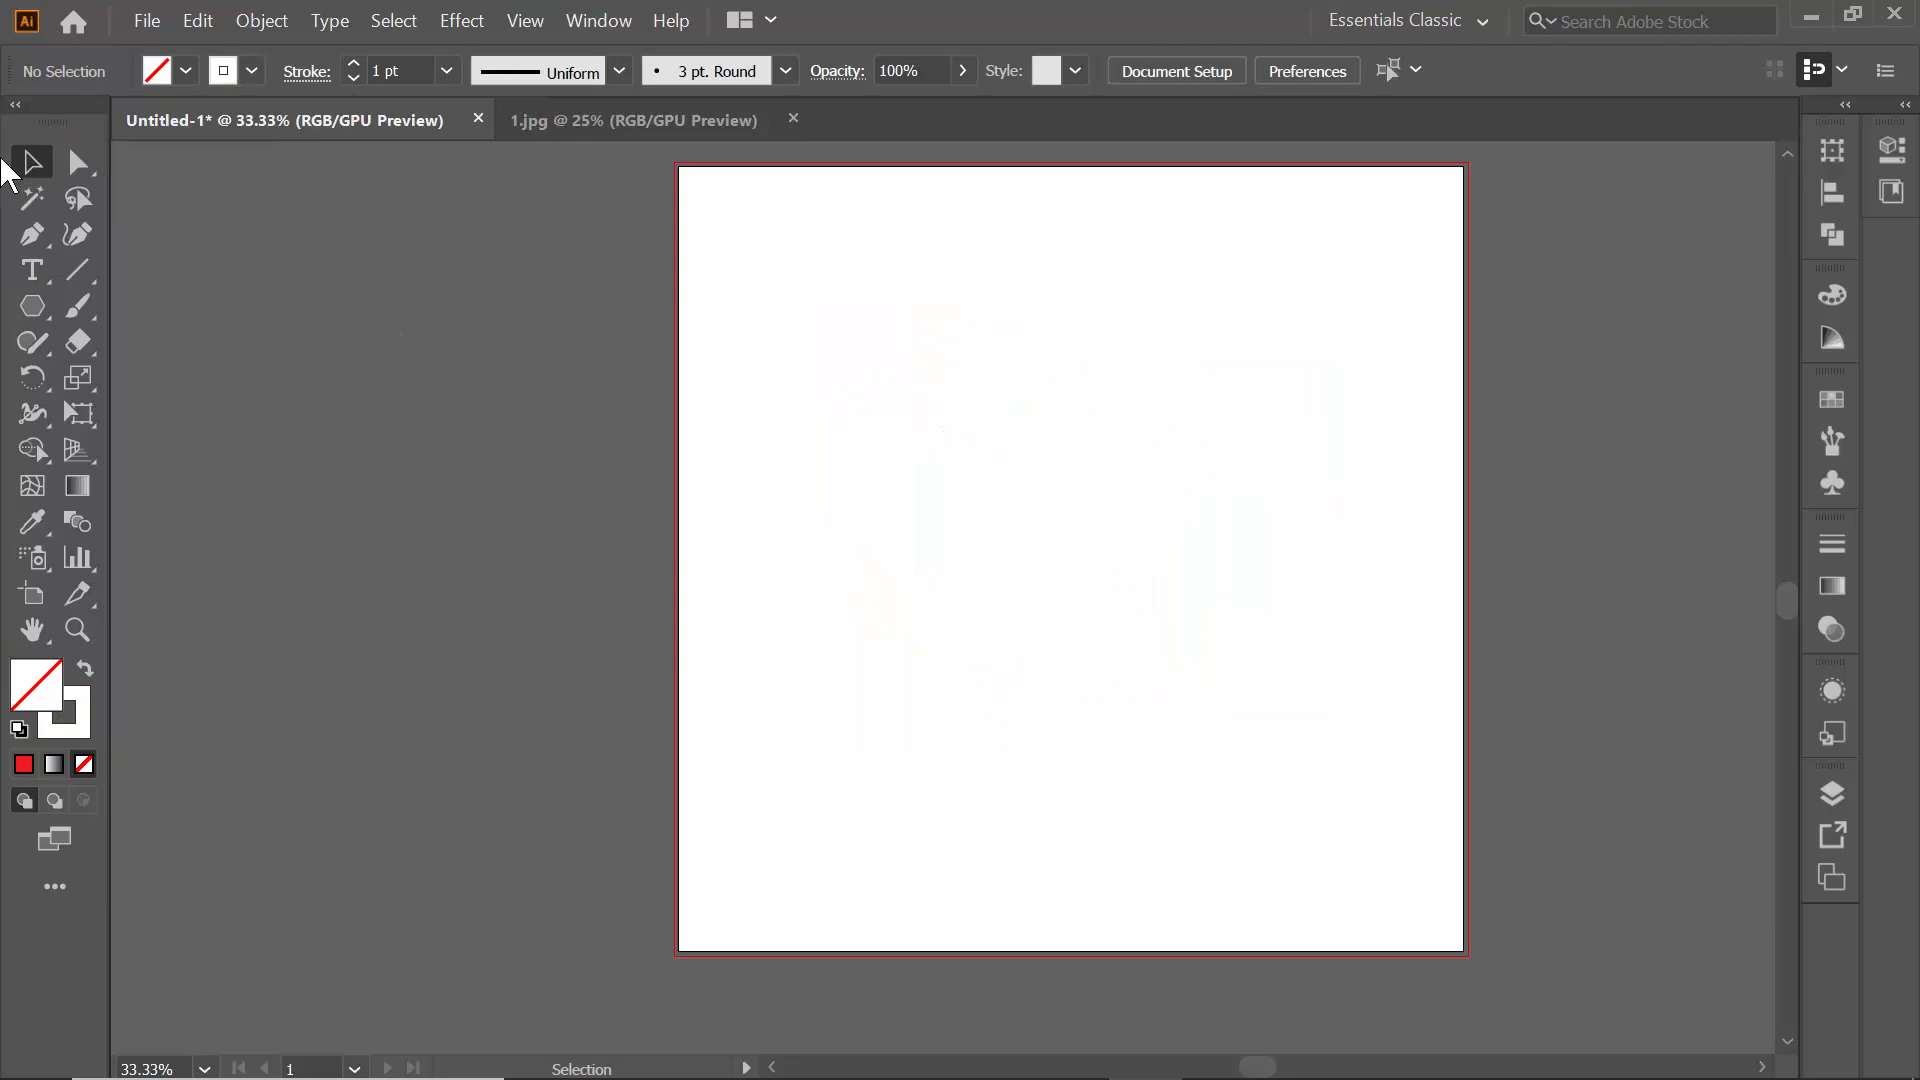 Ai File Edit Object Type Select Effect View Window Help Essentials Classic Search Adobe Stock
No Selection Stroke: 1 pt Uniform 3 pt. Round Opacity: 100% Style: Document Setup Preferences
Untitled-1* @ 33.33% (RGB/GPU Preview) 1.jpg @ 25% (RGB/GPU Preview)
33.33% 1 Selection